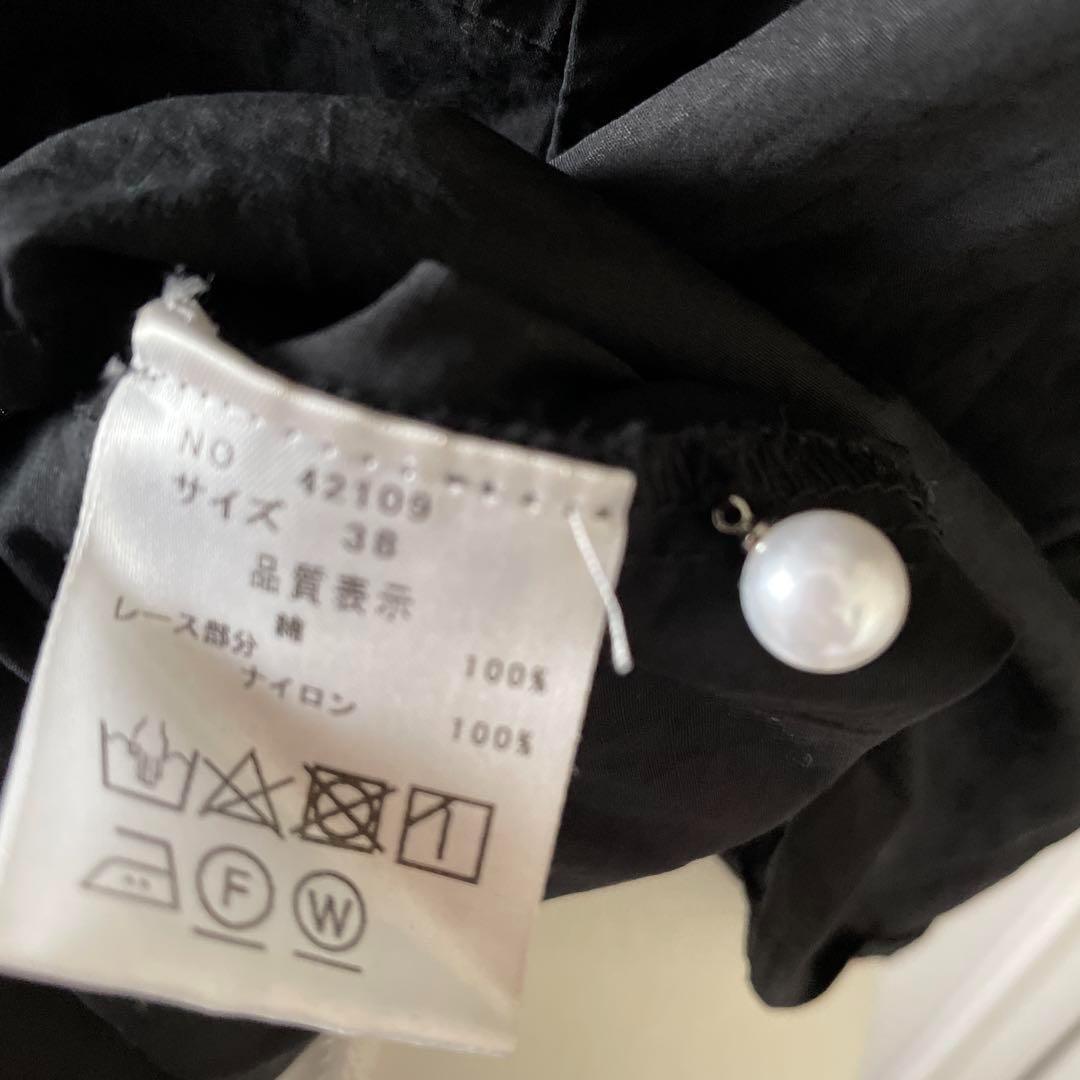 NO 42109
サイズ 38
品質表示
綿 100%
レース部分
ナイロン 100%
F
W